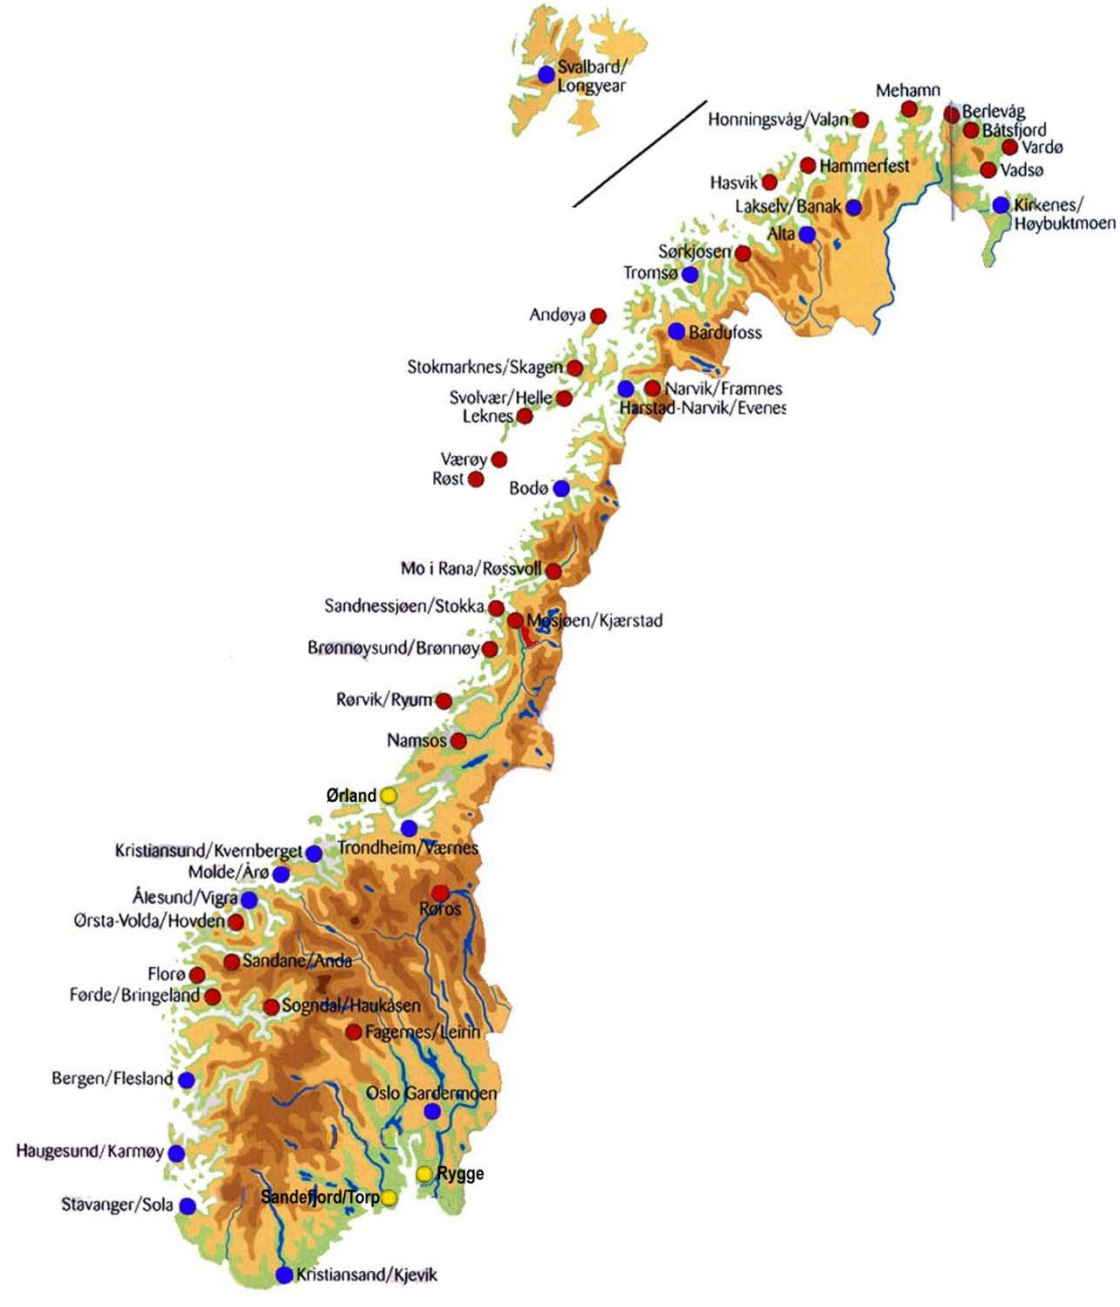 Svalbard/
Longyear
Mehamn
Honningsvåg/Valan
Berlevåg
Båtsfjord
Vardø
Hammerfest
Vadsø
Hasvik
Lakselv/Banak
Kirkenes/
Høybuktmoen
Alta
Sørkjosen
Tromsø
Andøya
Bardufoss
Stokmarknes/Skagen
Narvik/Framnes
Svolvær/Helle
Harstad-Narvik/Evenes
Leknes
Værøy
Røst
Bodø
Mo i Rana/Røssvoll
Sandnessjøen/Stokka
Mosjøen/Kjærstad
Brønnøysund/Brønnøy
Rørvik/Ryum
Namsos
Ørland
Trondheim/Værnes
Kristiansund/Kvernberget
Molde/Årø
Ålesund/Vigra
Røros
Ørsta-Volda/Hovden
Sandane/Anda
Florø
Førde/Bringeland
Sogndal/Haukåsen
Fagernes/Leirin
Bergen/Flesland
Oslo Gardermoen
Haugesund/Karmøy
Rygge
Sandefjord/Torp
Stavanger/Sola
Kristiansand/Kjevik